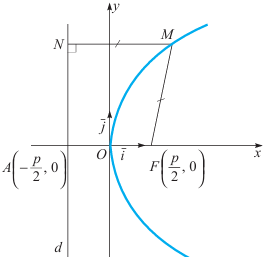 y
N
M
j̄
O
ī
x
A(-p/2, 0)
F(p/2, 0)
d